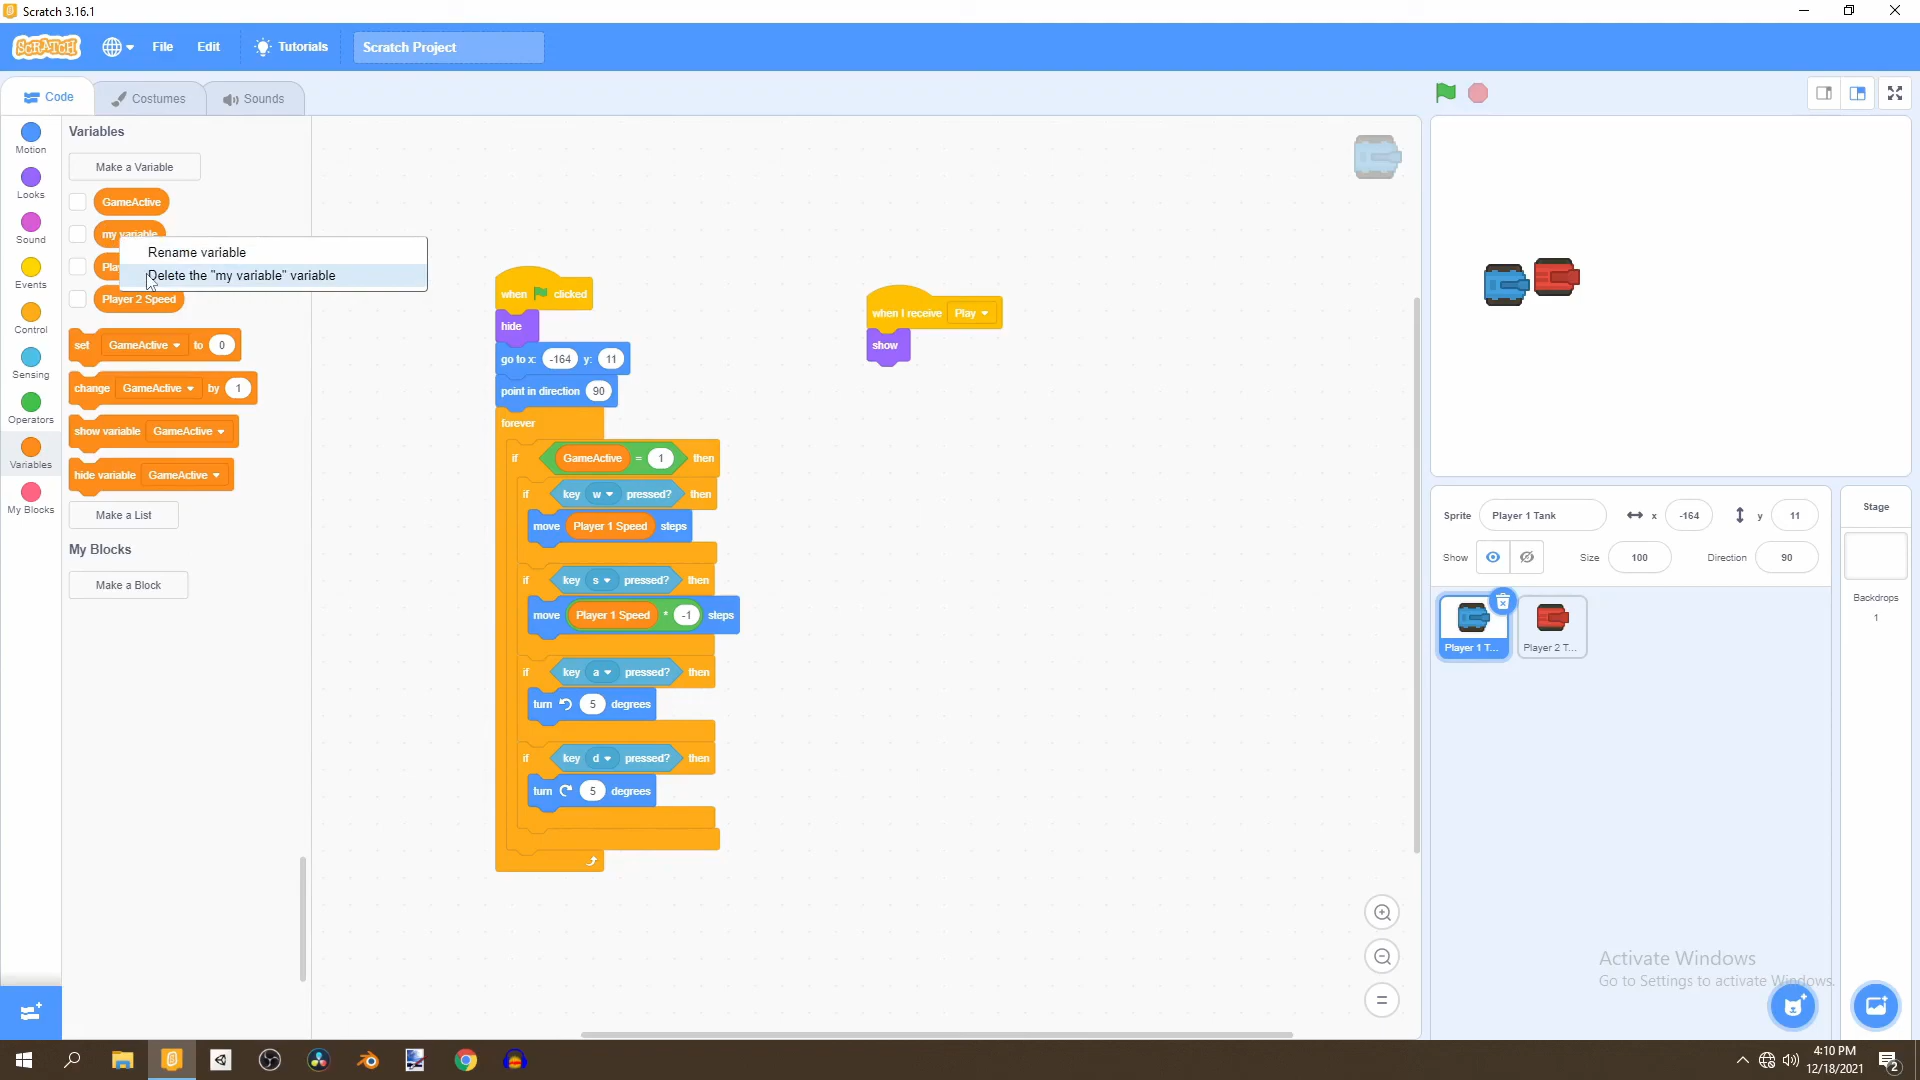 Scratch 3.16.1
SCRATCH
File
Edit
Tutorials
Scratch Project
Code
Costumes
Sounds
Motion
Looks
Sound
Events
Control
Sensing
Operators
Variables
My Blocks
Variables
Make a Variable
GameActive
my variable
Rename variable
Delete the "my variable" variable
Pla
Player 2 Speed
set GameActive to 0
change GameActive by 1
show variable GameActive
hide variable GameActive
Make a List
My Blocks
Make a Block
when clicked
hide
go to x: -164 y: 11
point in direction 90
forever
if GameActive = 1 then
if key w pressed? then
move Player 1 Speed steps
if key s pressed? then
move Player 1 Speed * -1 steps
if key a pressed? then
turn 5 degrees
if key d pressed? then
turn 5 degrees
when I receive Play
show
Sprite Player 1 Tank x -164 y 11
Show Size 100 Direction 90
Player 1 T...
Player 2 T...
Stage
Backdrops
1
Activate Windows
Go to Settings to activate Windows.
4:10 PM
12/18/2021
2